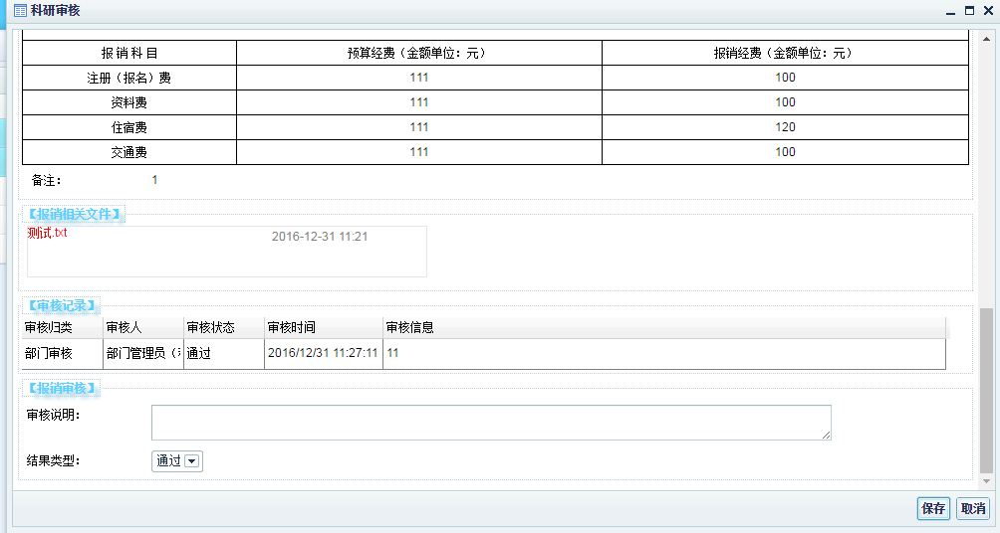 科研审核
报销科目 预算经费（金额单位：元） 报销经费（金额单位：元）
注册（报名）费 111 100
资料费 111 100
住宿费 111 120
交通费 111 100
备注： 1
【报销相关文件】
测试.txt 2016-12-31 11:21
【审核记录】
审核归类 审核人 审核状态 审核时间 审核信息
部门审核 部门管理员（ 通过 2016/12/31 11:27:11 11
【报销审核】
审核说明：
结果类型： 通过
保存 取消